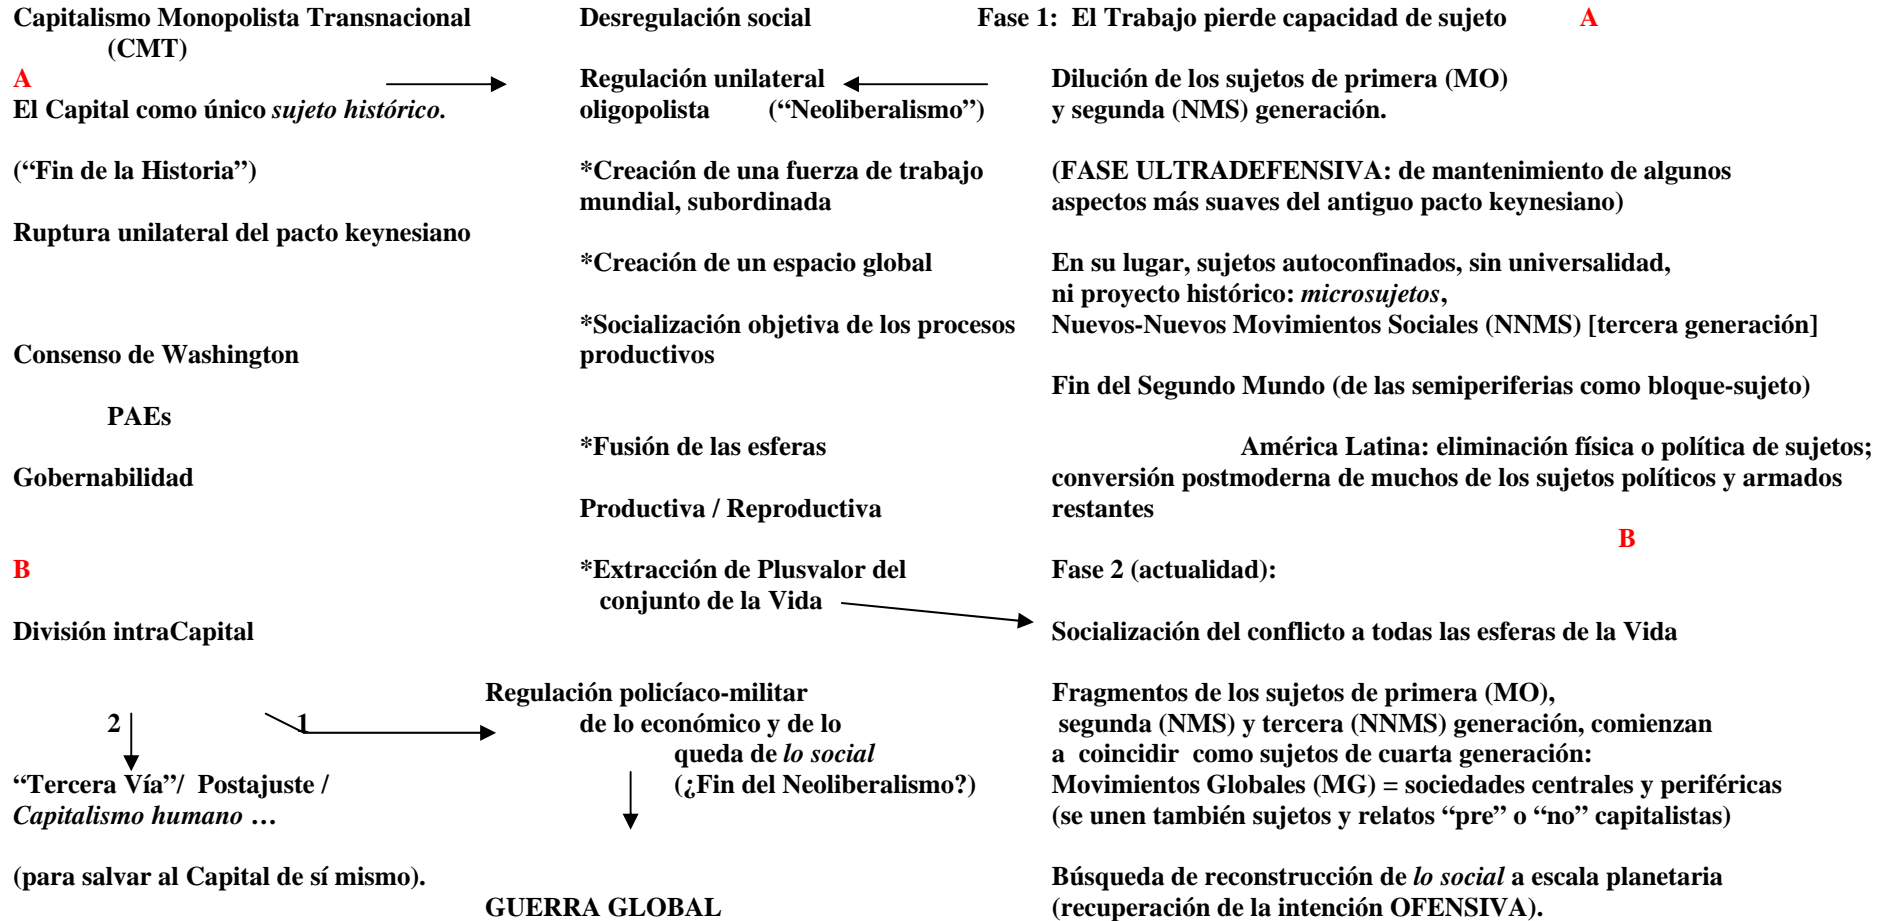 Capitalismo Monopolista Transnacional
(CMT)
A
El Capital como único sujeto histórico.
(“Fin de la Historia”)
Ruptura unilateral del pacto keynesiano
Consenso de Washington
PAEs
Gobernabilidad
B
División intraCapital
2
1
“Tercera Vía”/ Postajuste /
Capitalismo humano …
(para salvar al Capital de sí mismo).
Desregulación social
Regulación unilateral
oligopolista (“Neoliberalismo”)
*Creación de una fuerza de trabajo
mundial, subordinada
*Creación de un espacio global
*Socialización objetiva de los procesos
productivos
*Fusión de las esferas
Productiva / Reproductiva
*Extracción de Plusvalor del
conjunto de la Vida
Regulación policíaco-militar
de lo económico y de lo
queda de lo social
(¿Fin del Neoliberalismo?)
GUERRA GLOBAL
Fase 1: El Trabajo pierde capacidad de sujeto A
Dilución de los sujetos de primera (MO)
y segunda (NMS) generación.
(FASE ULTRADEFENSIVA: de mantenimiento de algunos
aspectos más suaves del antiguo pacto keynesiano)
En su lugar, sujetos autoconfinados, sin universalidad,
ni proyecto histórico: microsujetos,
Nuevos-Nuevos Movimientos Sociales (NNMS) [tercera generación]
Fin del Segundo Mundo (de las semiperiferias como bloque-sujeto)
América Latina: eliminación física o política de sujetos;
conversión postmoderna de muchos de los sujetos políticos y armados
restantes
B
Fase 2 (actualidad):
Socialización del conflicto a todas las esferas de la Vida
Fragmentos de los sujetos de primera (MO),
segunda (NMS) y tercera (NNMS) generación, comienzan
a coincidir como sujetos de cuarta generación:
Movimientos Globales (MG) = sociedades centrales y periféricas
(se unen también sujetos y relatos “pre” o “no” capitalistas)
Búsqueda de reconstrucción de lo social a escala planetaria
(recuperación de la intención OFENSIVA).